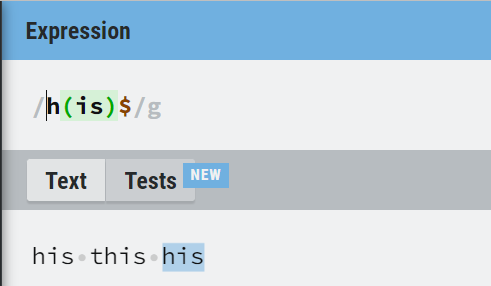 Expression
/h(is)$/g
Text Tests NEW
his·this·his